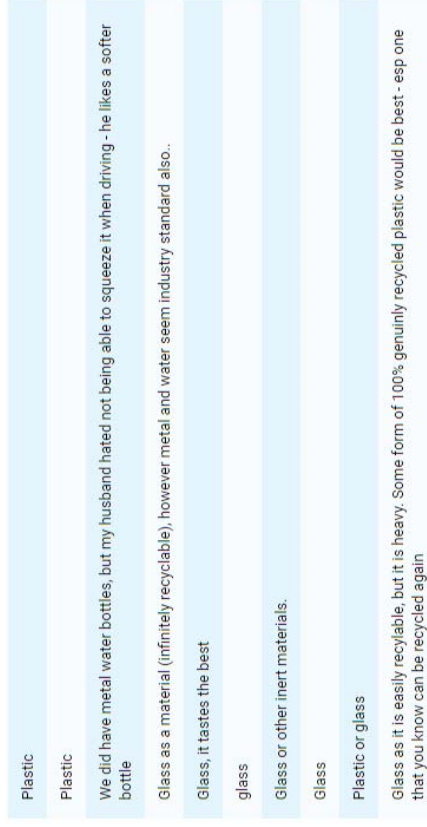 Plastic
Plastic
We did have metal water bottles, but my husband hated not being able to squeeze it when driving - he likes a softer
bottle
Glass as a material (infinitely recyclable), however metal and water seem industry standard also..
Glass, it tastes the best
glass
Glass or other inert materials.
Glass
Plastic or glass
Glass as it is easily recylable, but it is heavy. Some form of 100% genuinly recycled plastic would be best - esp one
that you know can be recycled again